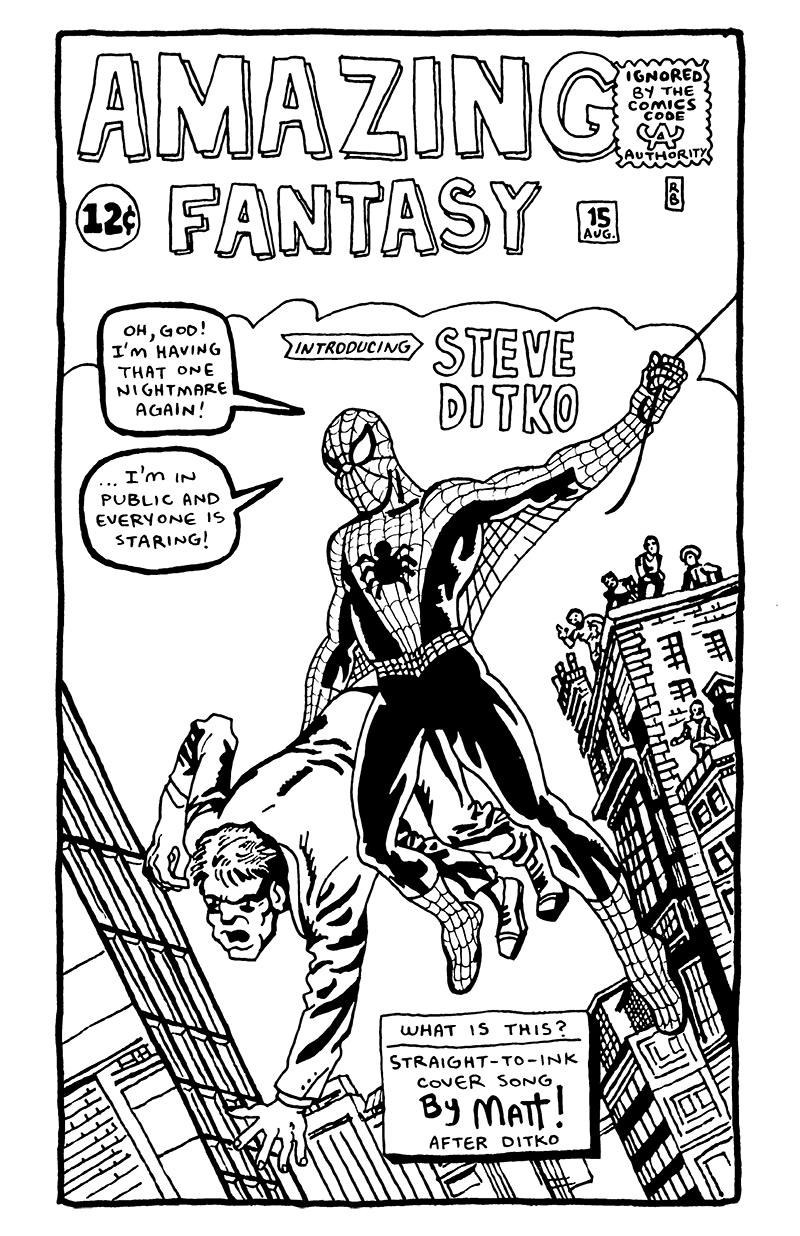 AMAZING
FANTASY
IGNORED
BY THE
COMICS
CODE
A
AUTHORITY
RB
12¢
15
AUG.
OH, GOD!
I'M HAVING
THAT ONE
NIGHTMARE
AGAIN!
INTRODUCING
STEVE
DITKO
...I'M IN
PUBLIC AND
EVERYONE IS
STARING!
WHAT IS THIS?
STRAIGHT-TO-INK
COVER SONG
By MATT!
AFTER DITKO